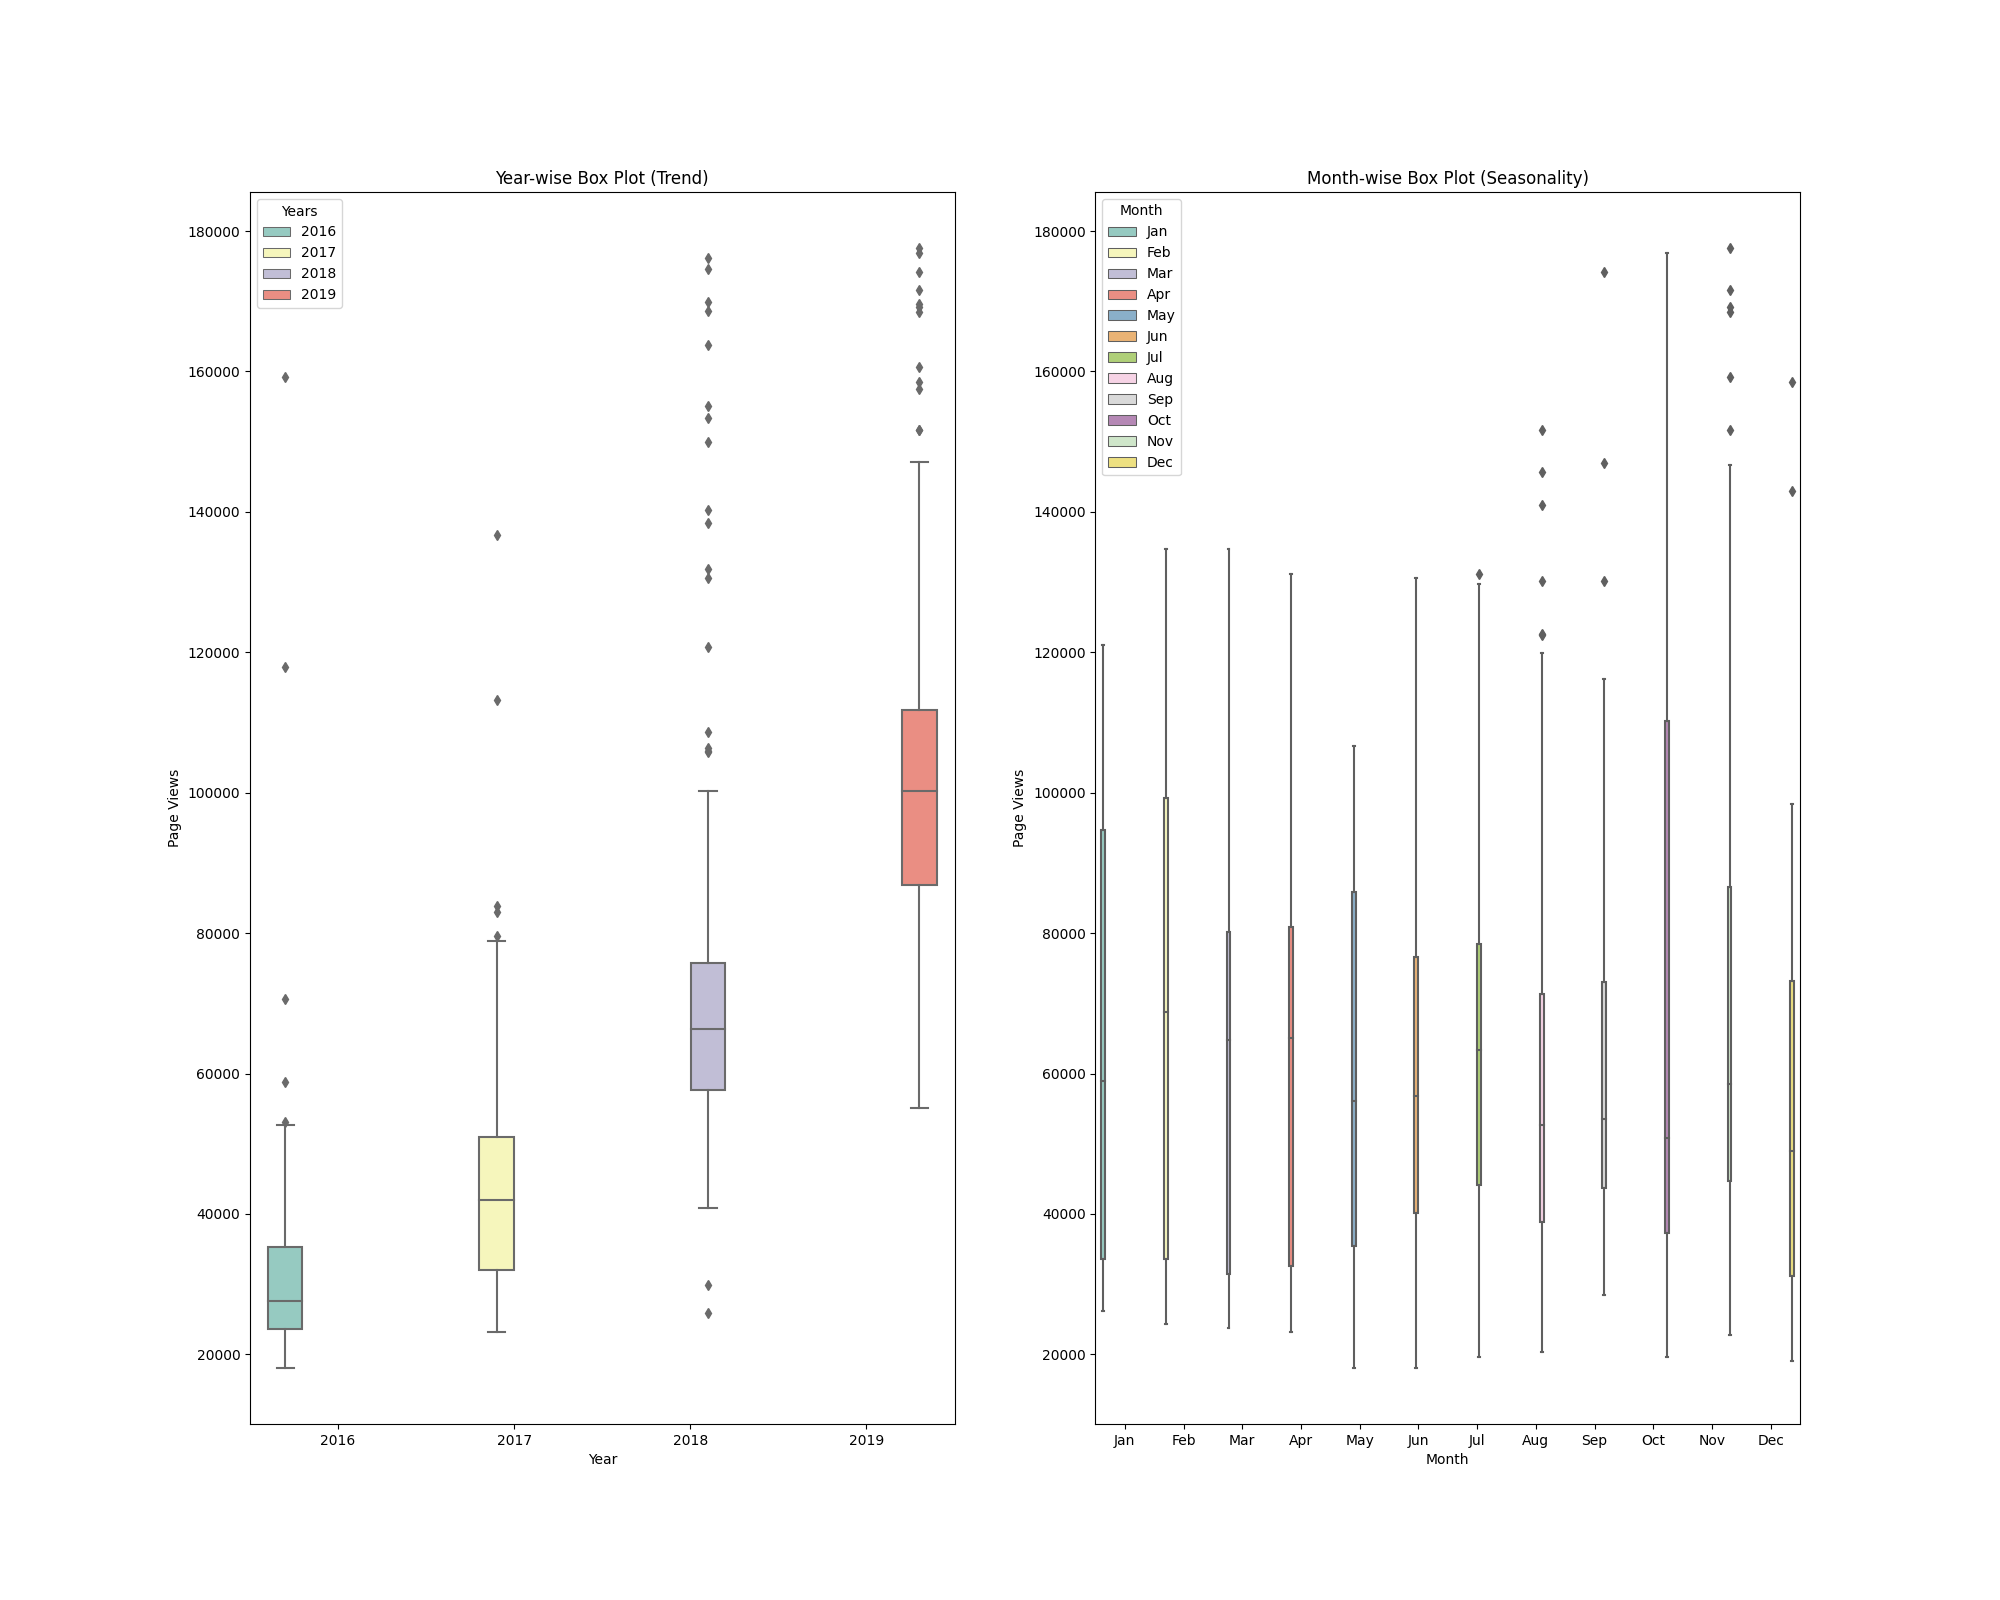 Year-wise Box Plot (Trend)
Years
2016
2017
2018
2019
180000
160000
140000
120000
100000
80000
60000
40000
20000
Page Views
2016 2017 2018 2019
Year
Month-wise Box Plot (Seasonality)
Month
Jan
Feb
Mar
Apr
May
Jun
Jul
Aug
Sep
Oct
Nov
Dec
180000
160000
140000
120000
100000
80000
60000
40000
20000
Page Views
Jan Feb Mar Apr May Jun Jul Aug Sep Oct Nov Dec
Month